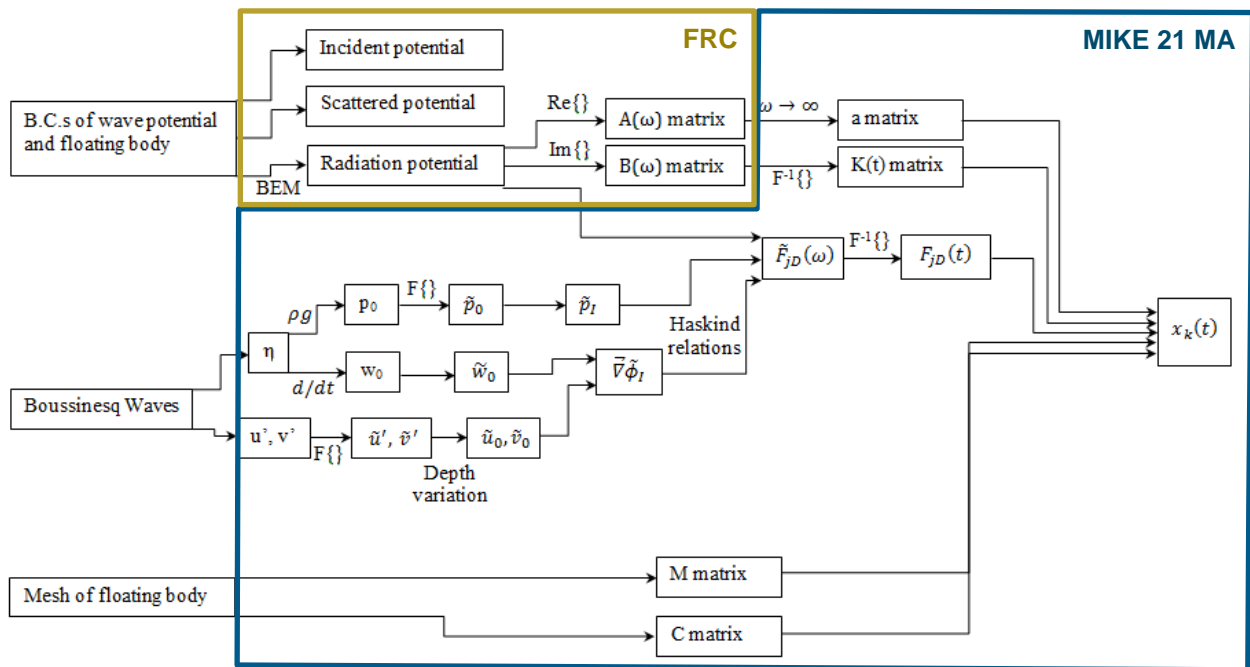 FRC
MIKE 21 MA
Incident potential
Scattered potential
Radiation potential
B.C.s of wave potential
and floating body
BEM
Re{}
Im{}
A(ω) matrix
B(ω) matrix
ω → ∞
F⁻¹{}
a matrix
K(t) matrix
F̃jD(ω)
F⁻¹{}
FjD(t)
ρg
p₀
F{}
p̃₀
p̃I
Haskind
relations
η
d/dt
w₀
w̃₀
∇⃗ϕ̃I
xk(t)
Boussinesq Waves
u', v'
F{}
ũ′, ṽ′
ũ₀, ṽ₀
Depth
variation
Mesh of floating body
M matrix
C matrix